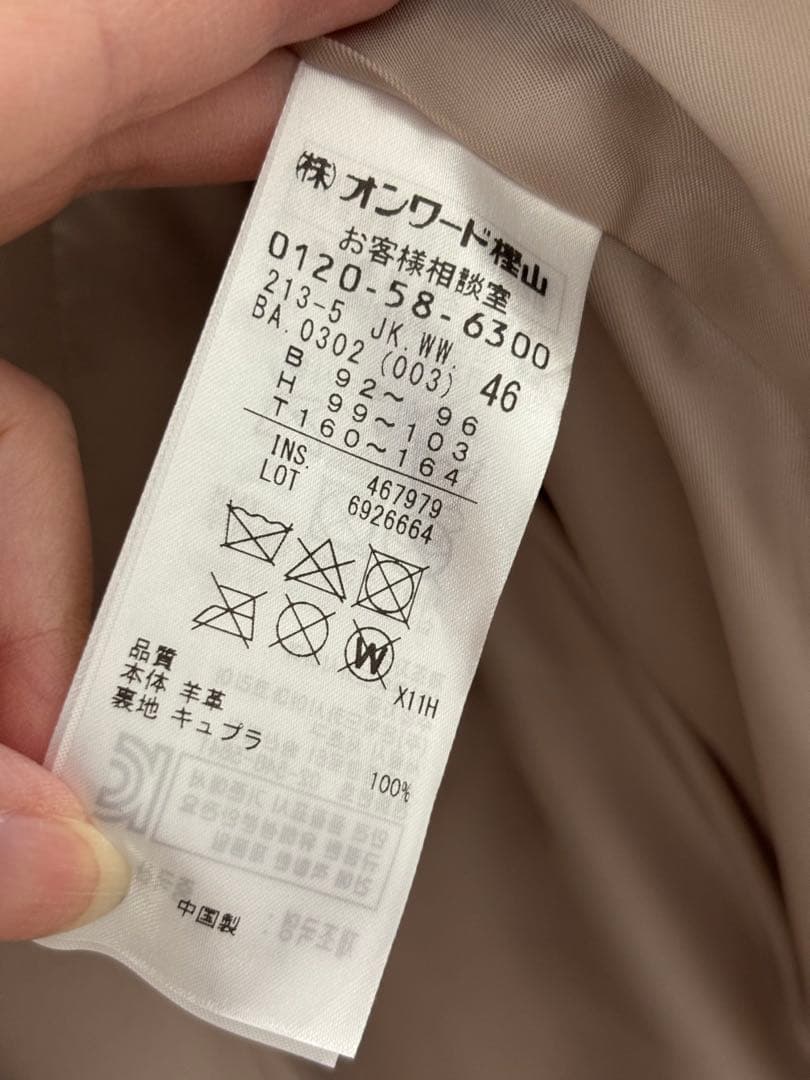 ㈱オンワード樫山
お客様相談室
0120-58-6300
213-5 JK.WW.
BA.0302 (003) 46
B 92～ 96
H 99～103
T160～164
INS. 467979
LOT 6926664
W
X11H
品質
本体 羊革
裏地 キュプラ
100%
中国製